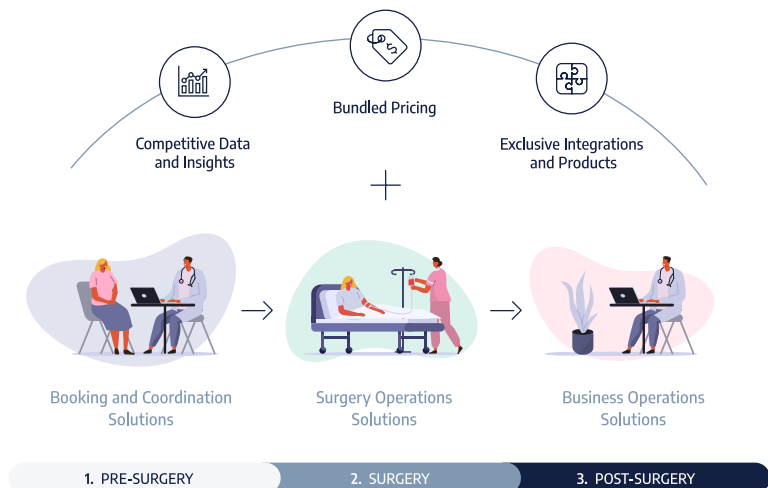 Bundled Pricing
Competitive Data
and Insights
Exclusive Integrations
and Products
Booking and Coordination
Solutions
Surgery Operations
Solutions
Business Operations
Solutions
1. PRE-SURGERY
2. SURGERY
3. POST-SURGERY